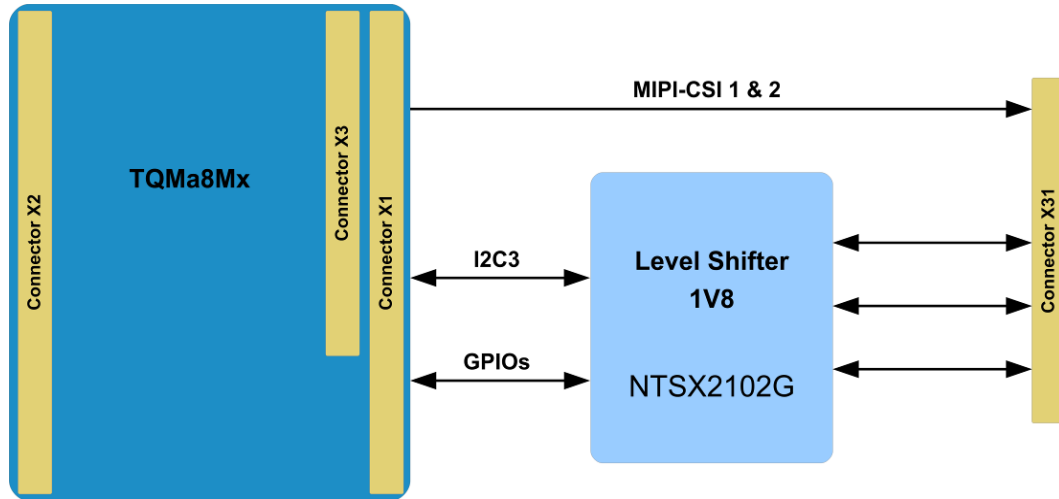 MIPI-CSI 1 & 2
TQMa8Mx
Connector X2
Connector X3
Connector X1
I2C3
GPIOs
Level Shifter
1V8
NTSX2102G
Connector X31